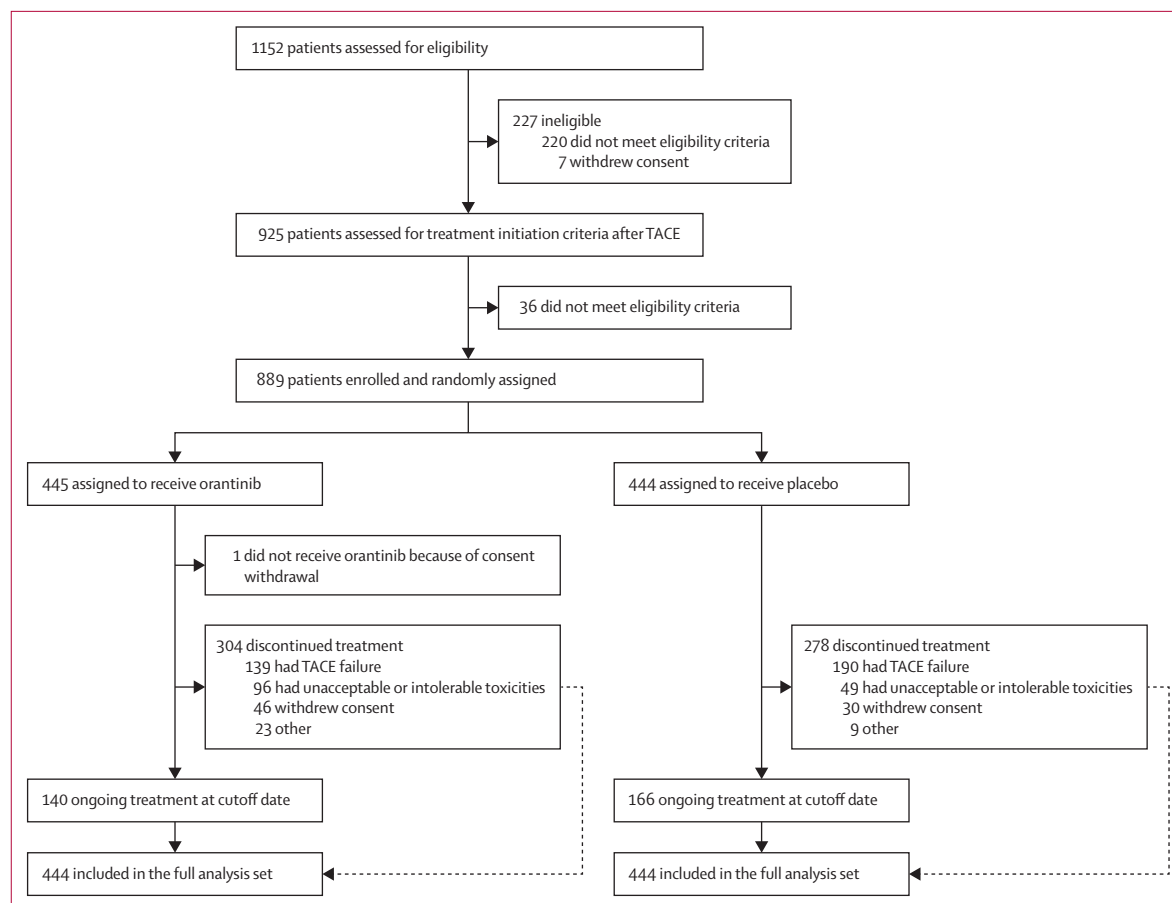 1152 patients assessed for eligibility
227 ineligible
220 did not meet eligibility criteria
7 withdrew consent
925 patients assessed for treatment initiation criteria after TACE
36 did not meet eligibility criteria
889 patients enrolled and randomly assigned
445 assigned to receive orantinib
444 assigned to receive placebo
1 did not receive orantinib because of consent
withdrawal
304 discontinued treatment
139 had TACE failure
96 had unacceptable or intolerable toxicities
46 withdrew consent
23 other
278 discontinued treatment
190 had TACE failure
49 had unacceptable or intolerable toxicities
30 withdrew consent
9 other
140 ongoing treatment at cutoff date
166 ongoing treatment at cutoff date
444 included in the full analysis set
444 included in the full analysis set